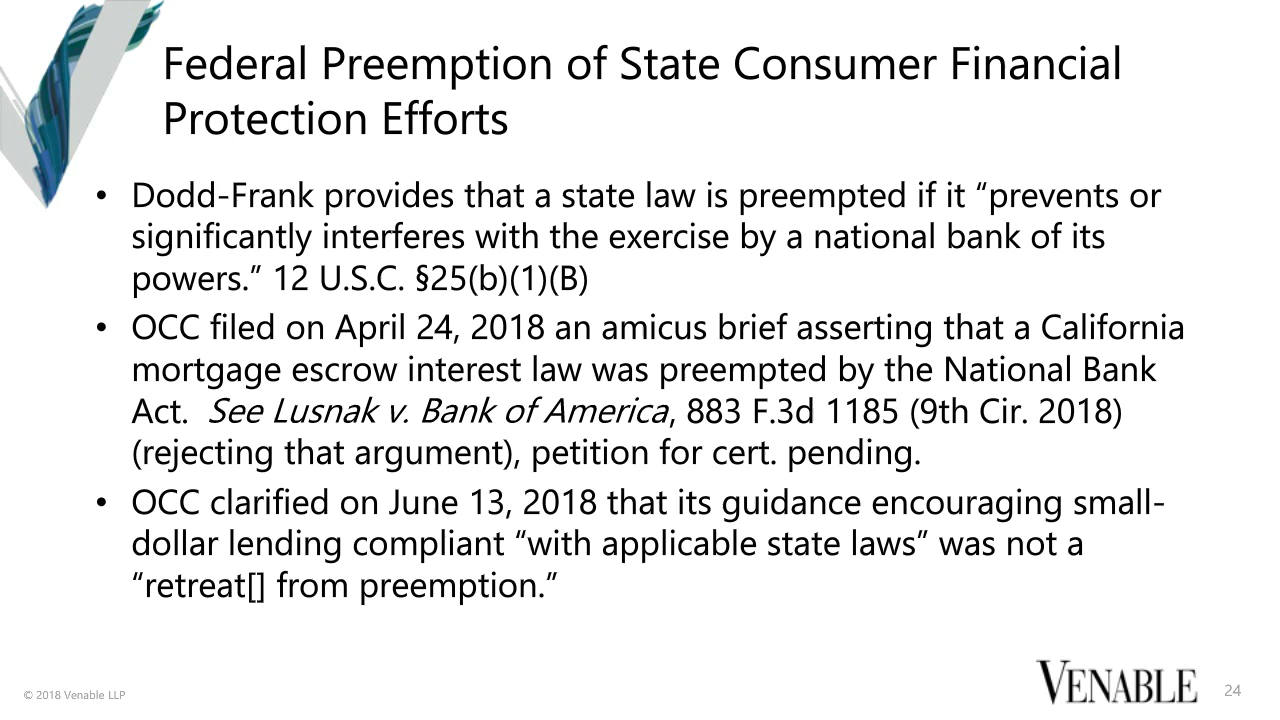 Federal Preemption of State Consumer Financial
Protection Efforts
• Dodd-Frank provides that a state law is preempted if it “prevents or
significantly interferes with the exercise by a national bank of its
powers.” 12 U.S.C. §25(b)(1)(B)
• OCC filed on April 24, 2018 an amicus brief asserting that a California
mortgage escrow interest law was preempted by the National Bank
Act.  See Lusnak v. Bank of America, 883 F.3d 1185 (9th Cir. 2018)
(rejecting that argument), petition for cert. pending.
• OCC clarified on June 13, 2018 that its guidance encouraging small-
dollar lending compliant “with applicable state laws” was not a
“retreat[] from preemption.”
© 2018 Venable LLP
VENABLE
24